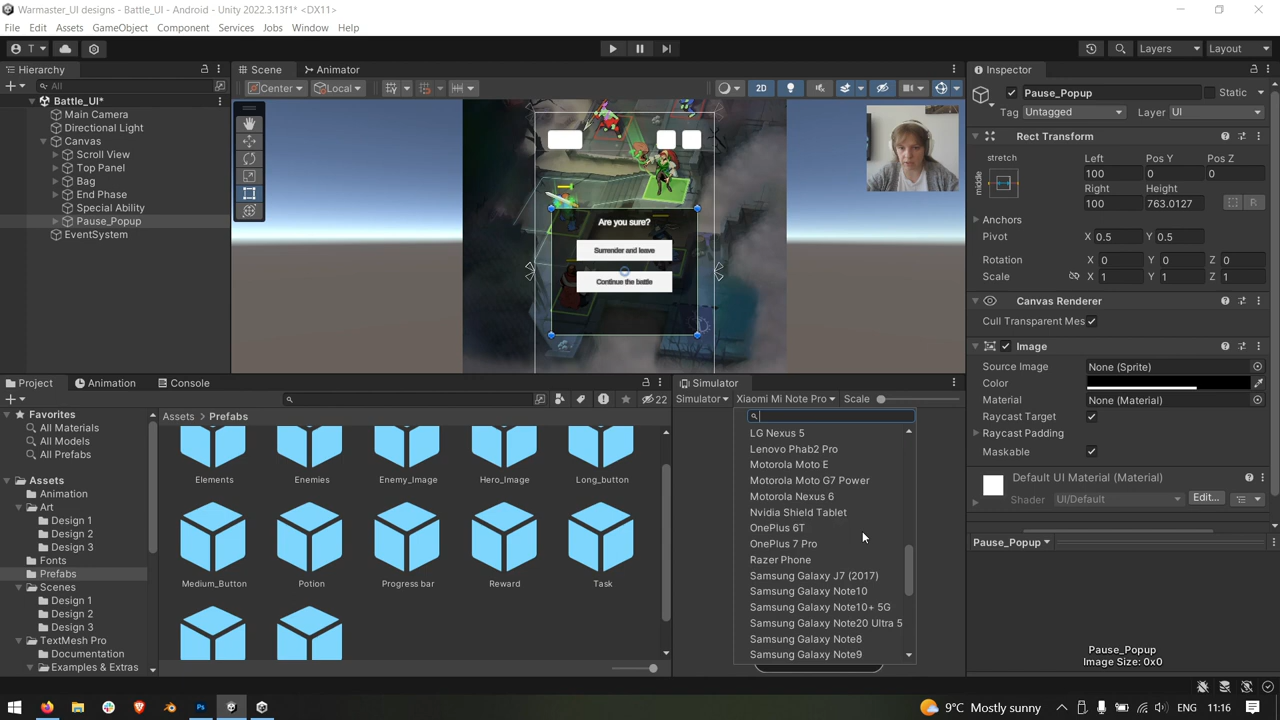 Warmaster_UI designs - Battle_UI - Android - Unity 2022.3.13f1* <DX11>
File Edit Assets GameObject Component Services Jobs Window Help
T Layers Layout
Hierarchy Scene Animator Inspector
All Center Local 2D
Pause_Popup Static
Battle_UI*
Main Camera
Directional Light
Canvas
Scroll View
Top Panel
Bag
End Phase
Special Ability
Pause_Popup
EventSystem
Are you sure?
Surrender and leave
Continue the battle
Tag Untagged Layer UI
Rect Transform
stretch
middle
Left Pos Y Pos Z
100 0 0
Right Height
100 763.0127
R
Anchors
Pivot X 0.5 Y 0.5
Rotation X 0 Y 0 Z 0
Scale X 1 Y 1 Z 1
Canvas Renderer
Cull Transparent Mes
Image
Source Image None (Sprite)
Color
Material None (Material)
Raycast Target
Raycast Padding
Maskable
Default UI Material (Material)
Shader UI/Default Edit...
Pause_Popup
Pause_Popup
Image Size: 0x0
Project Animation Console
22
Favorites
All Materials
All Models
All Prefabs
Assets
Animation
Art
Design 1
Design 2
Design 3
Fonts
Prefabs
Scenes
Design 1
Design 2
Design 3
TextMesh Pro
Documentation
Examples & Extras
Assets > Prefabs
Elements Enemies Enemy_Image Hero_Image Long_button
Medium_Button Potion Progress bar Reward Task
Simulator
Simulator Xiaomi Mi Note Pro Scale
LG Nexus 5
Lenovo Phab2 Pro
Motorola Moto E
Motorola Moto G7 Power
Motorola Nexus 6
Nvidia Shield Tablet
OnePlus 6T
OnePlus 7 Pro
Razer Phone
Samsung Galaxy J7 (2017)
Samsung Galaxy Note10
Samsung Galaxy Note10+ 5G
Samsung Galaxy Note20 Ultra 5
Samsung Galaxy Note8
Samsung Galaxy Note9
9°C Mostly sunny ENG 11:16